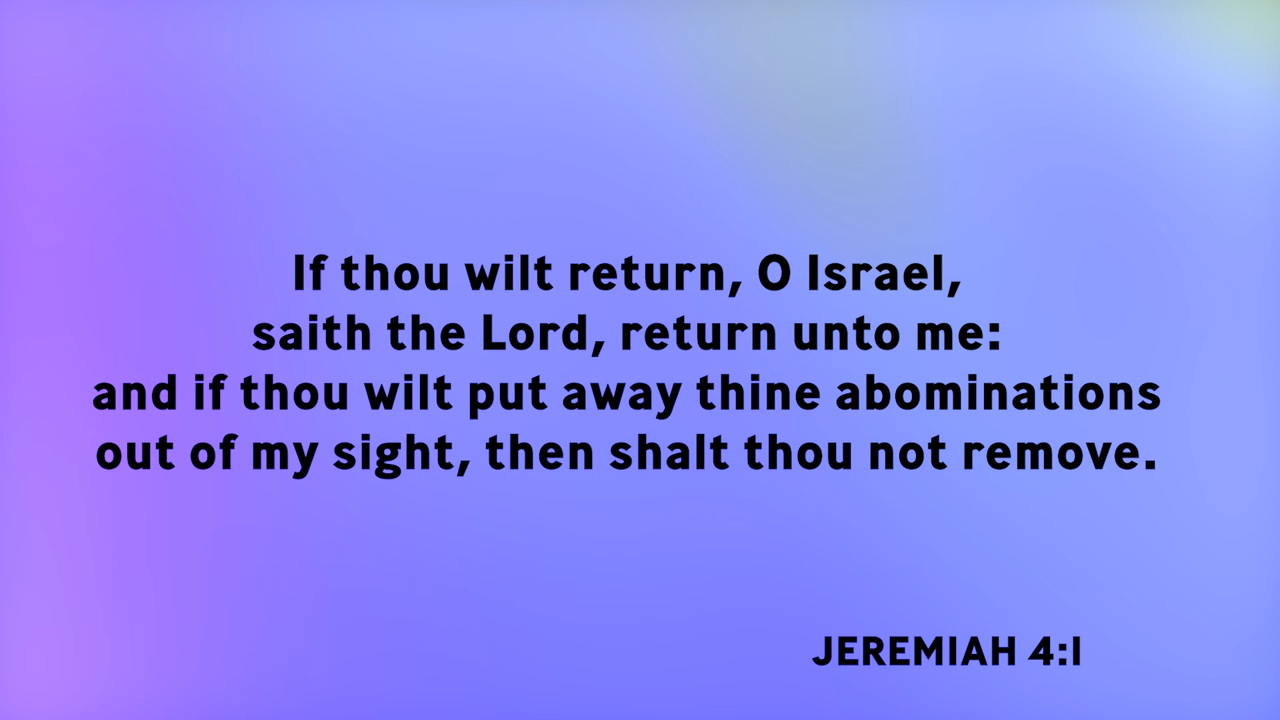 If thou wilt return, O Israel,
saith the Lord, return unto me:
and if thou wilt put away thine abominations
out of my sight, then shalt thou not remove.
JEREMIAH 4:1